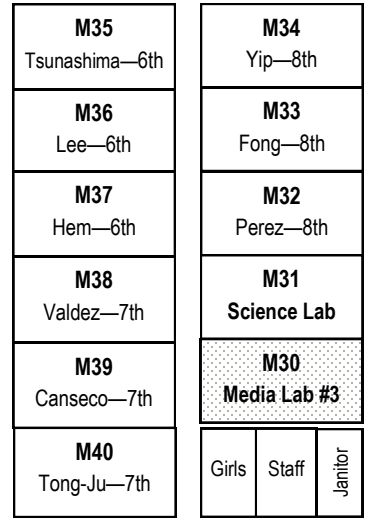 M35
Tsunashima—6th
M36
Lee—6th
M37
Hem—6th
M38
Valdez—7th
M39
Canseco—7th
M40
Tong-Ju—7th
M34
Yip—8th
M33
Fong—8th
M32
Perez—8th
M31
Science Lab
M30
Media Lab #3
Girls
Staff
Janitor